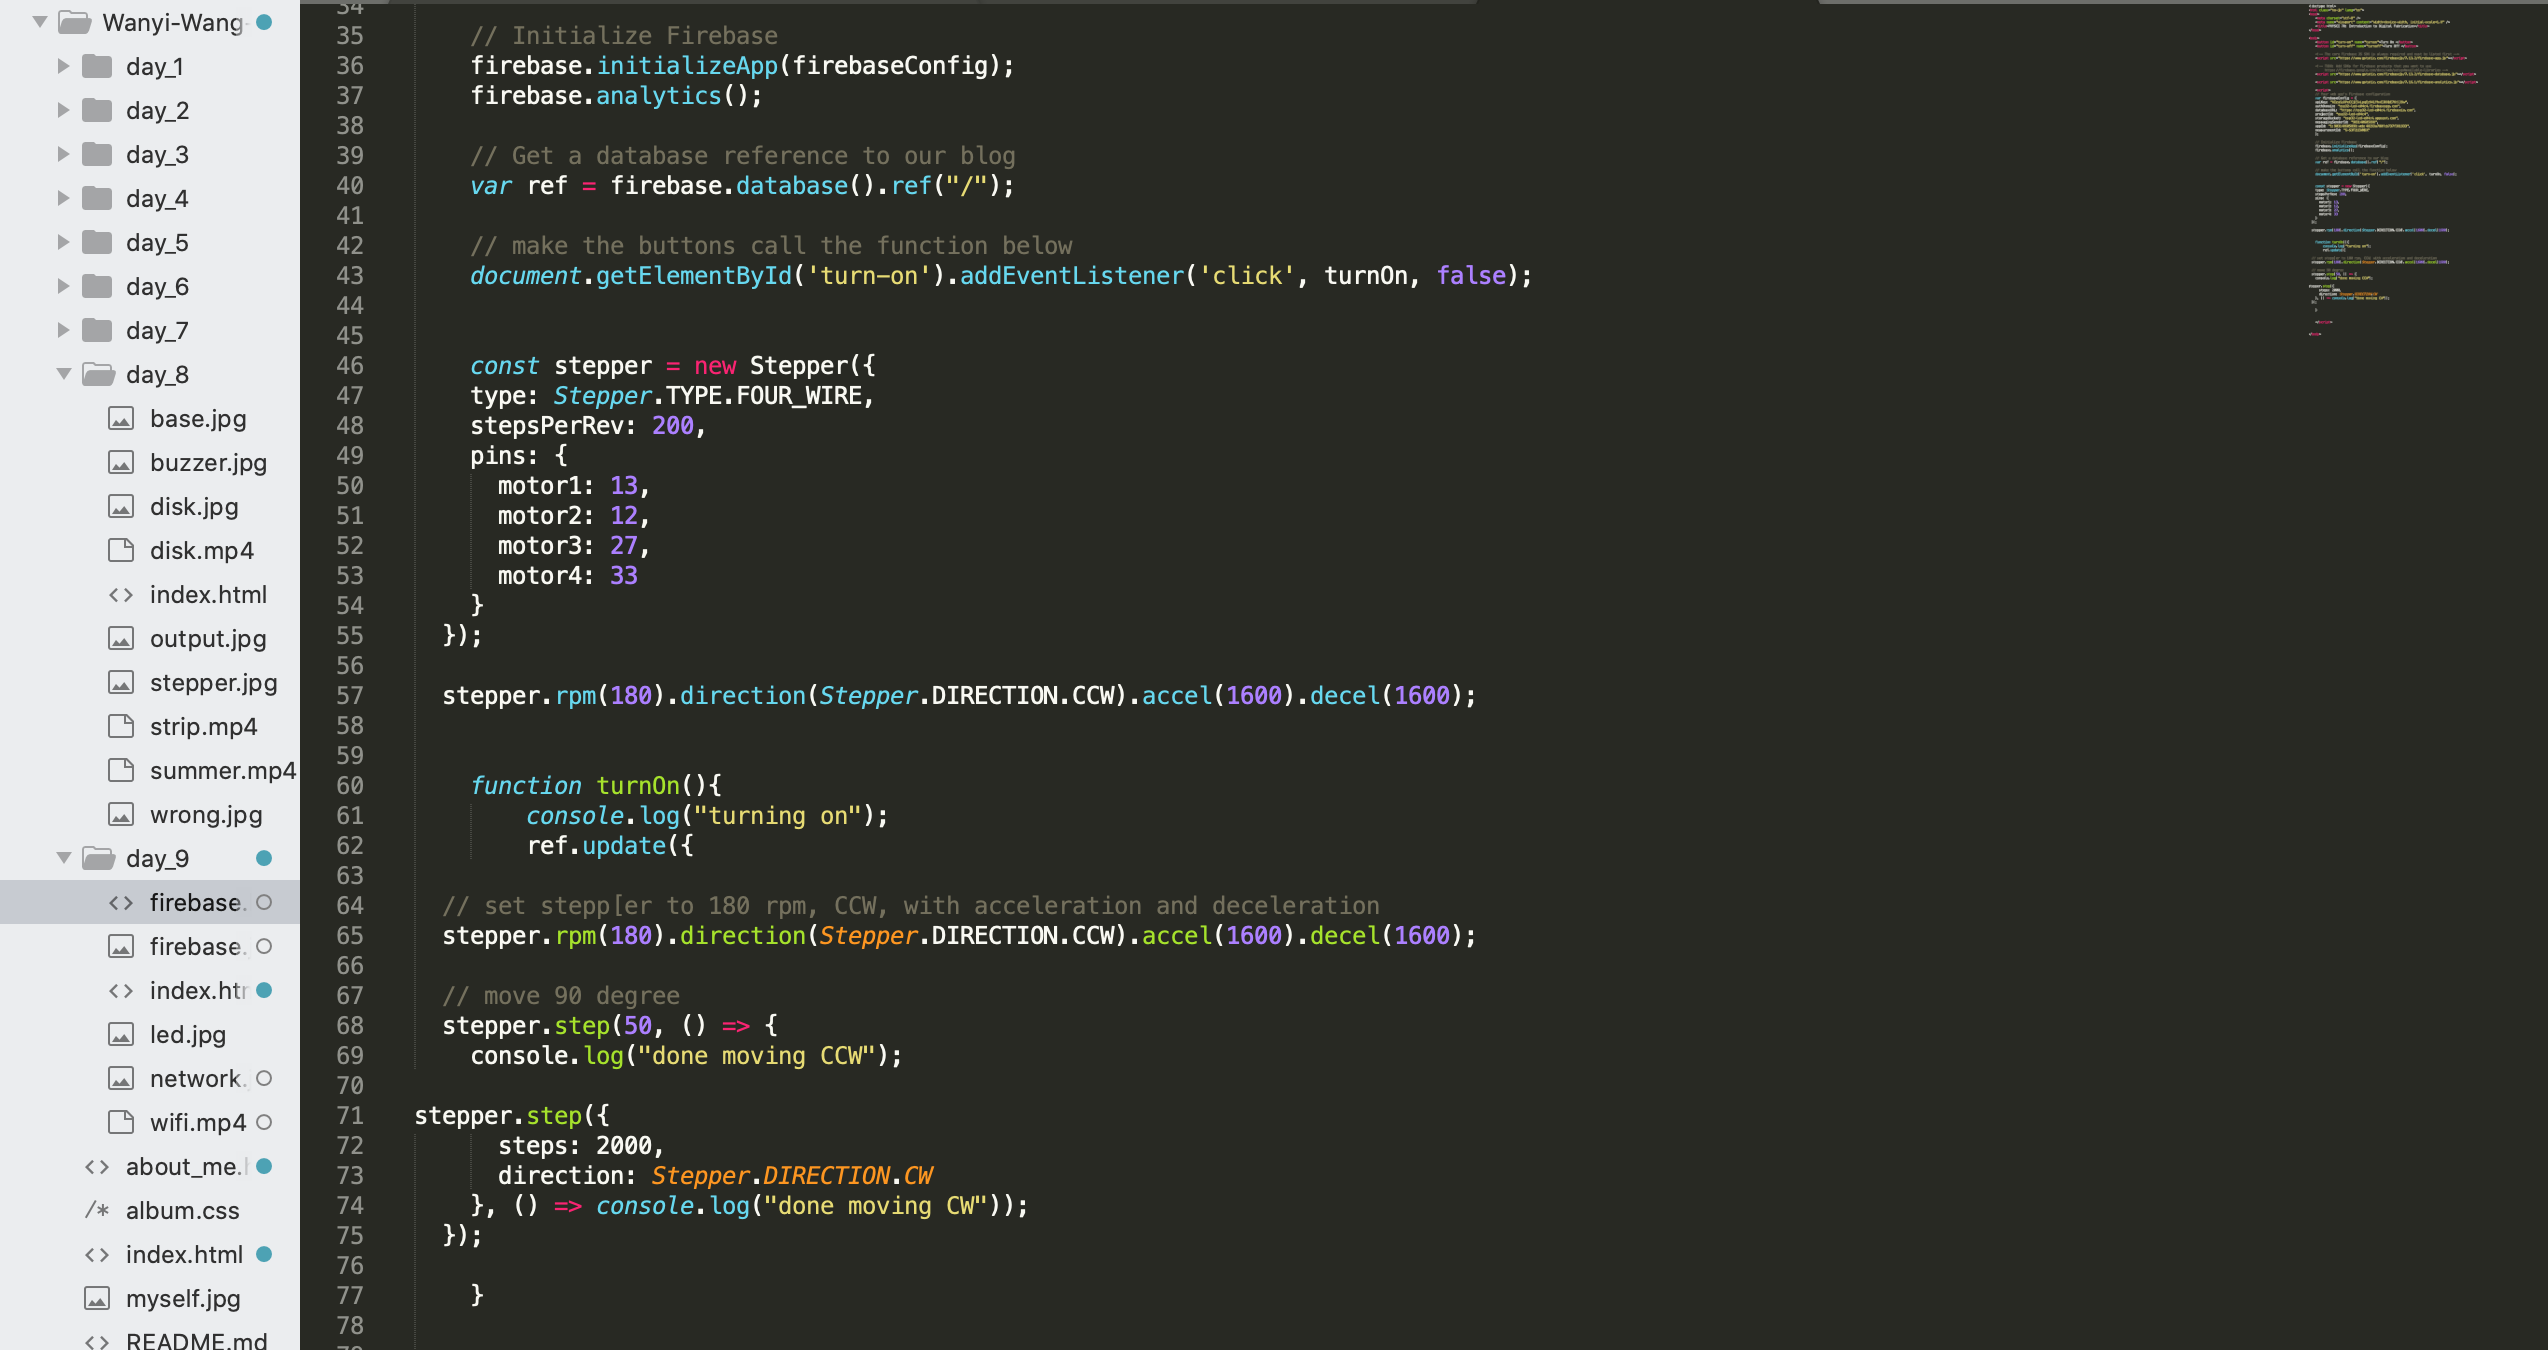 Wanyi-Wang-
day_1
day_2
day_3
day_4
day_5
day_6
day_7
day_8
base.jpg
buzzer.jpg
disk.jpg
disk.mp4
<> index.html
output.jpg
stepper.jpg
strip.mp4
summer.mp4
wrong.jpg
day_9
<> firebase.
firebase.
<> index.htm
led.jpg
network.
wifi.mp4
<> about_me.h
/* album.css
<> index.html
myself.jpg
<> README.md
34
35 // Initialize Firebase
36 firebase.initializeApp(firebaseConfig);
37 firebase.analytics();
38
39 // Get a database reference to our blog
40 var ref = firebase.database().ref("/");
41
42 // make the buttons call the function below
43 document.getElementById('turn-on').addEventListener('click', turnOn, false);
44
45
46 const stepper = new Stepper({
47 type: Stepper.TYPE.FOUR_WIRE,
48 stepsPerRev: 200,
49 pins: {
50 motor1: 13,
51 motor2: 12,
52 motor3: 27,
53 motor4: 33
54 }
55 });
56
57 stepper.rpm(180).direction(Stepper.DIRECTION.CCW).accel(1600).decel(1600);
58
59
60 function turnOn(){
61 console.log("turning on");
62 ref.update({
63
64 // set stepp[er to 180 rpm, CCW, with acceleration and deceleration
65 stepper.rpm(180).direction(Stepper.DIRECTION.CCW).accel(1600).decel(1600);
66
67 // move 90 degree
68 stepper.step(50, () => {
69 console.log("done moving CCW");
70
71 stepper.step({
72 steps: 2000,
73 direction: Stepper.DIRECTION.CW
74 }, () => console.log("done moving CW"));
75 });
76
77 }
78